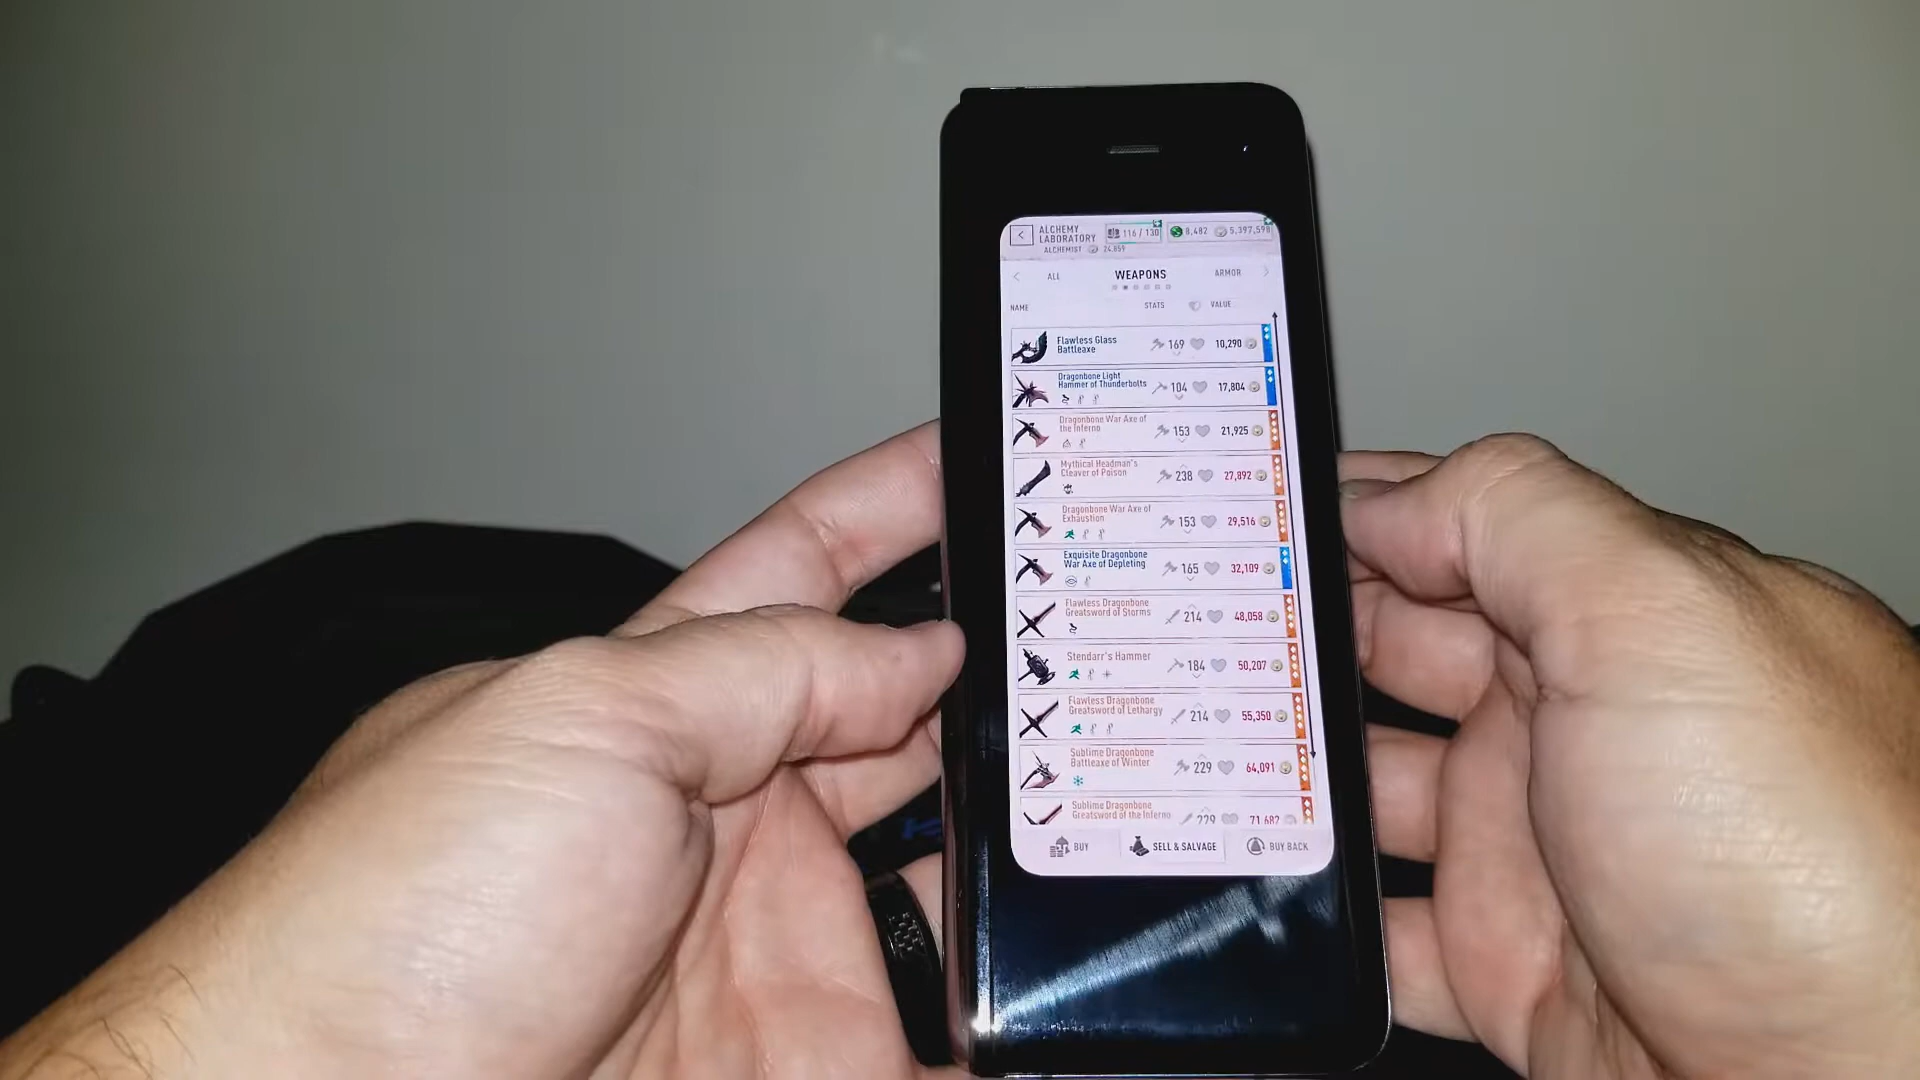 ALCHEMY
LABORATORY
116 / 130
8,482
5,397,598
ALCHEMIST 24,859
ALL
WEAPONS
ARMOR
NAME
STATS
VALUE
Flawless Glass
Battleaxe
169
10,290
Dragonbone Light
Hammer of Thunderbolts
104
17,804
Dragonbone War Axe of
the Inferno
153
21,925
Mythical Headman's
Cleaver of Poison
238
27,892
Dragonbone War Axe of
Exhaustion
153
29,516
Exquisite Dragonbone
War Axe of Depleting
165
32,109
Flawless Dragonbone
Greatsword of Storms
214
48,058
Stendarr's Hammer
184
50,207
Flawless Dragonbone
Greatsword of Lethargy
214
55,350
Sublime Dragonbone
Battleaxe of Winter
229
64,091
Sublime Dragonbone
Greatsword of the Inferno
229
71,682
BUY
SELL & SALVAGE
BUY BACK